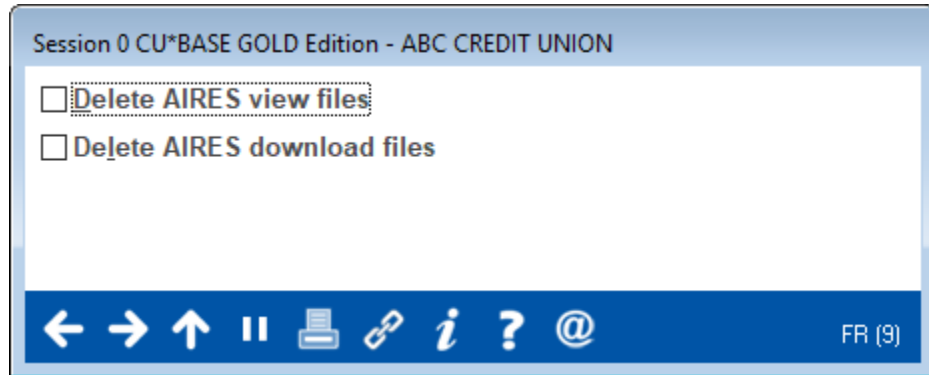 Session 0 CU*BASE GOLD Edition - ABC CREDIT UNION
Delete AIRES view files
Delete AIRES download files
i ? @ FR (9)